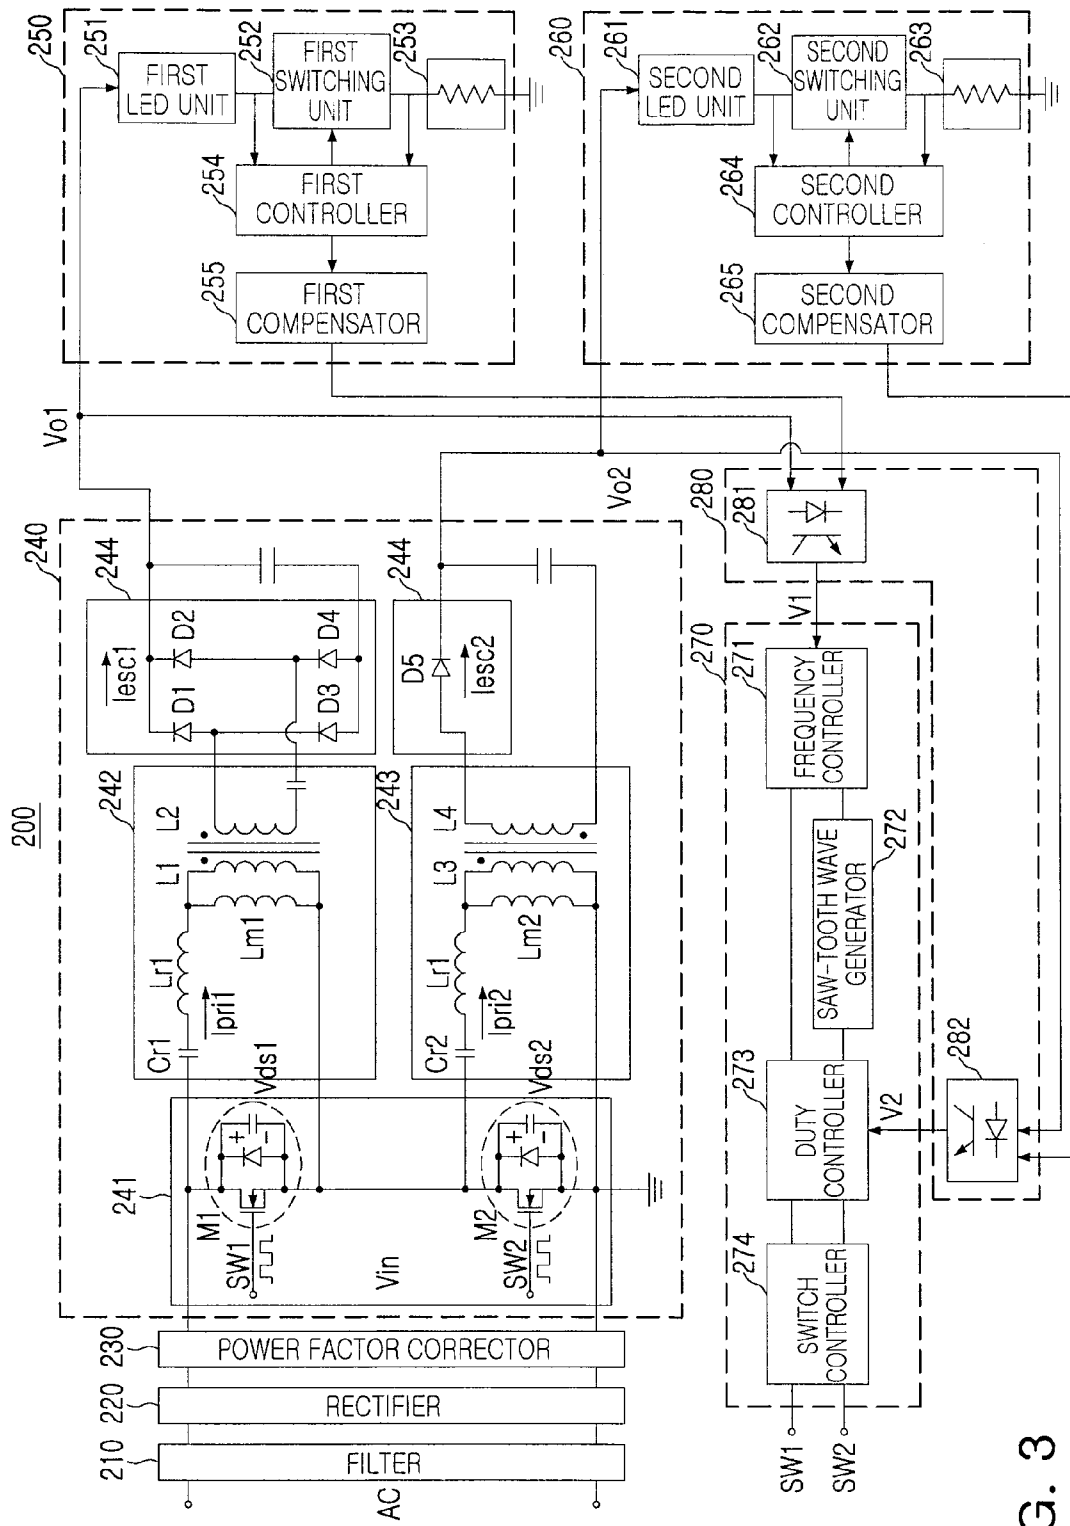 200
240
244
D1
D2
D3
D4
Iesc1
Vo1
242
Cr1
Lr1
Ipri1
Lm1
L1
L2
241
M1
SW1
Vds1
Vin
M2
SW2
Vds2
+
-
+
-
243
Cr2
Lr1
Ipri2
Lm2
L3
L4
244
D5
Iesc2
Vo2
230
POWER FACTOR CORRECTOR
220
RECTIFIER
210
FILTER
AC
250
251
FIRST
LED UNIT
252
FIRST
SWITCHING
UNIT
253
254
FIRST
CONTROLLER
255
FIRST
COMPENSATOR
260
261
SECOND
LED UNIT
262
SECOND
SWITCHING
UNIT
263
264
SECOND
CONTROLLER
265
SECOND
COMPENSATOR
280
281
V1
270
271
FREQUENCY
CONTROLLER
272
SAW-TOOTH WAVE
GENERATOR
273
DUTY
CONTROLLER
V2
282
274
SWITCH
CONTROLLER
SW1
SW2
G. 3